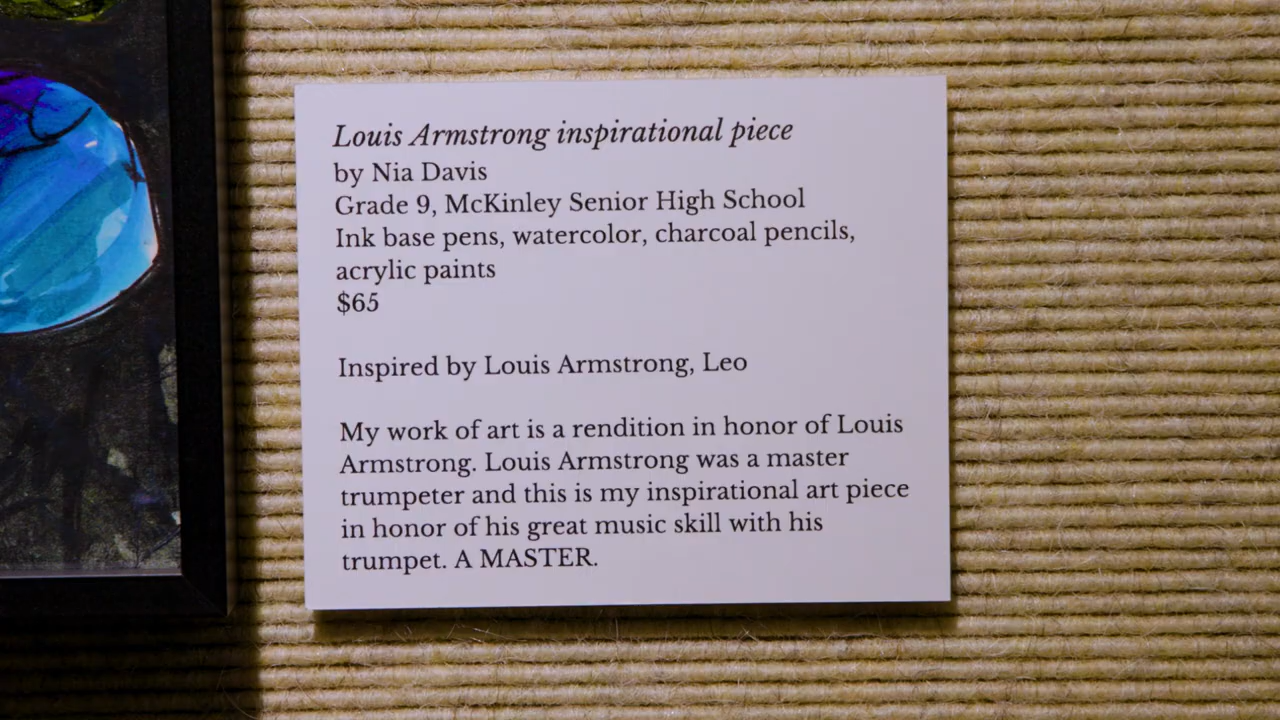 Louis Armstrong inspirational piece
by Nia Davis
Grade 9, McKinley Senior High School
Ink base pens, watercolor, charcoal pencils,
acrylic paints
$65
Inspired by Louis Armstrong, Leo
My work of art is a rendition in honor of Louis
Armstrong. Louis Armstrong was a master
trumpeter and this is my inspirational art piece
in honor of his great music skill with his
trumpet. A MASTER.